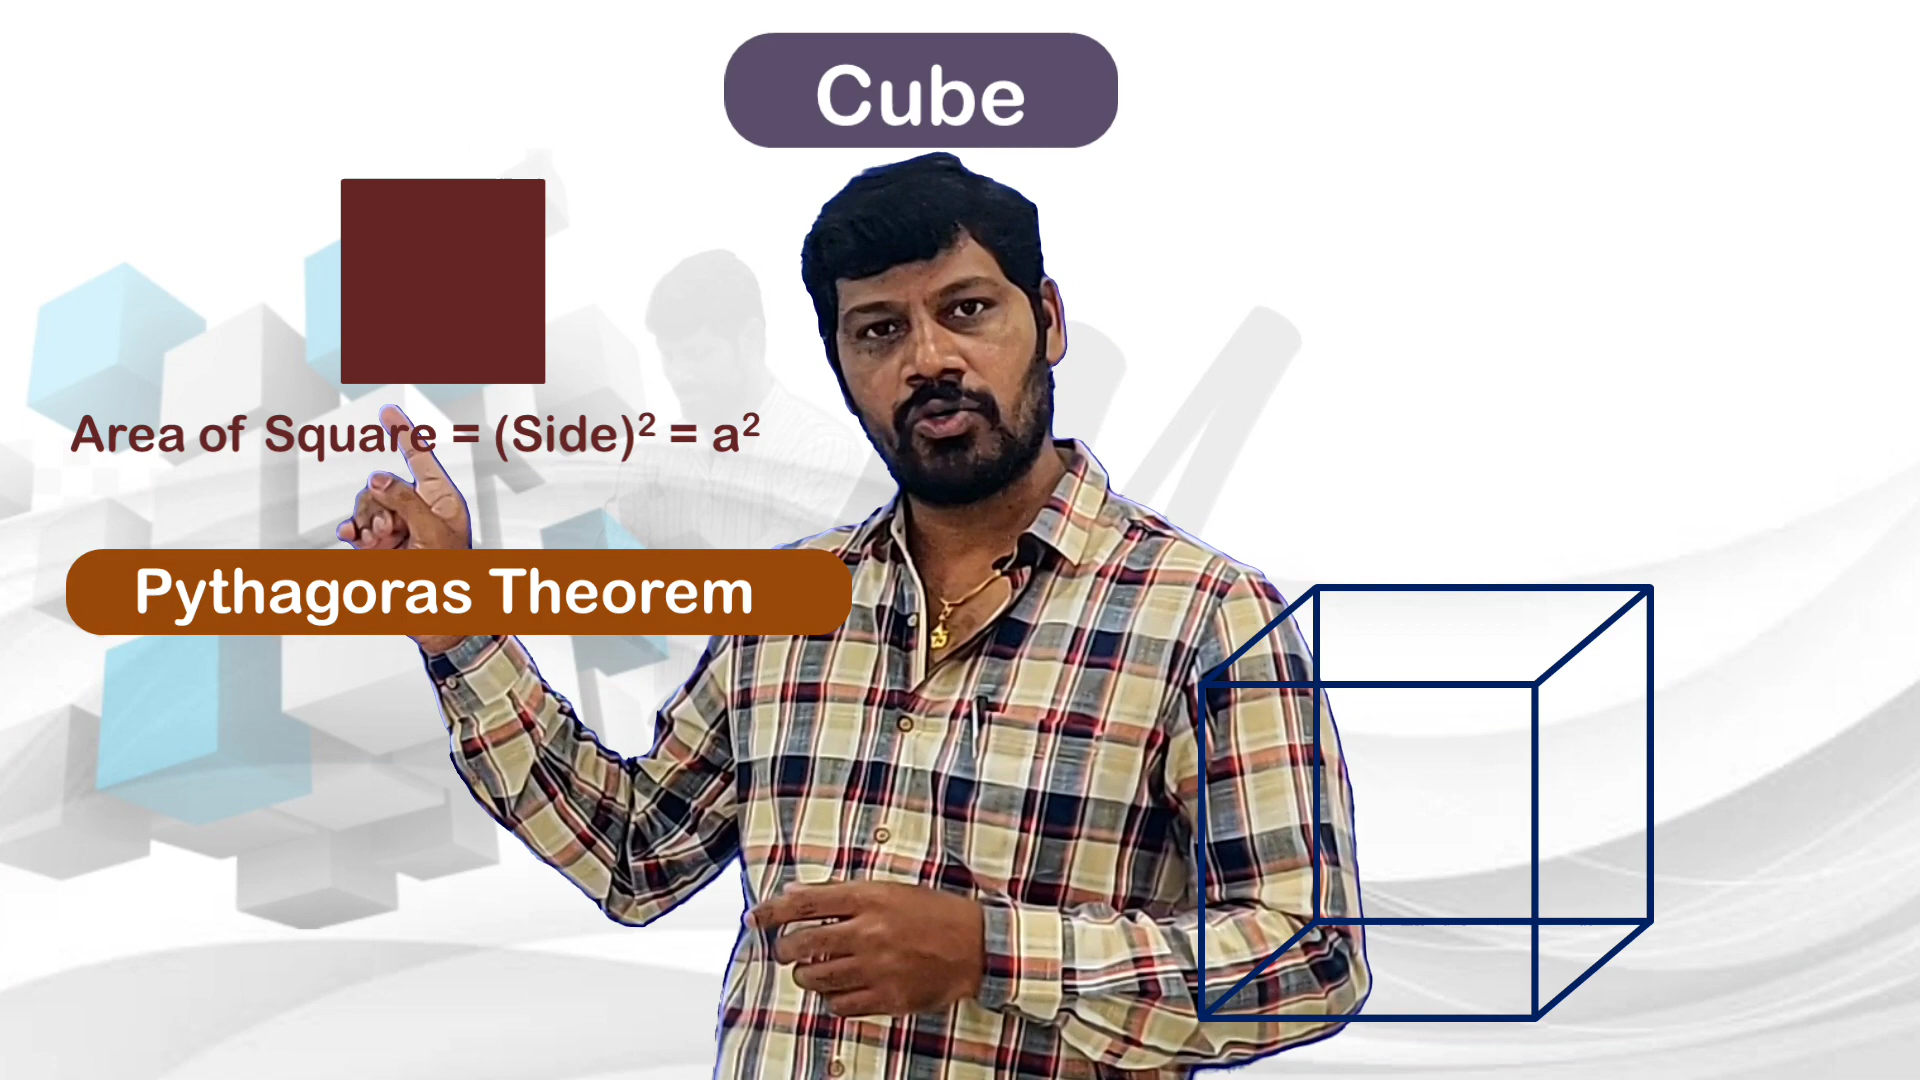 Cube
Area of Square = (Side)² = a²
Pythagoras Theorem